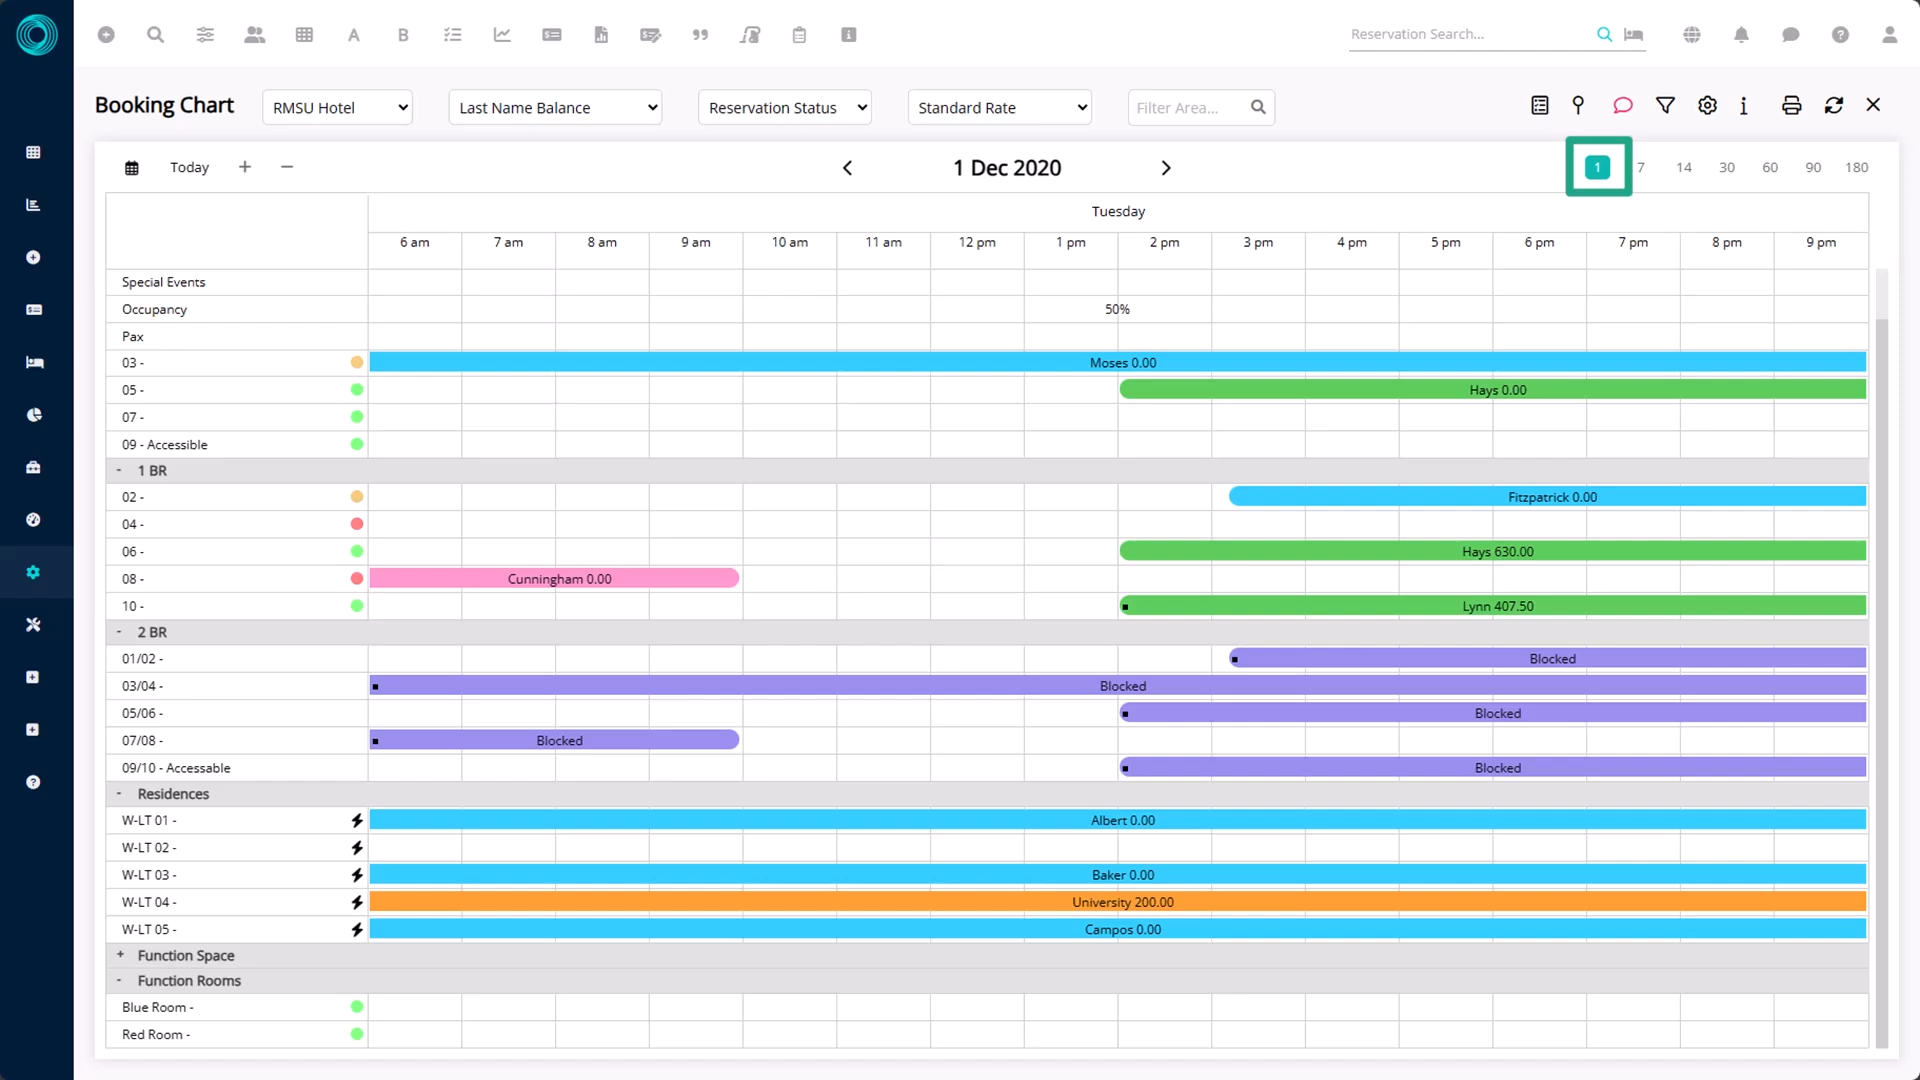 A B
Reservation Search...
Booking Chart RMSU Hotel Last Name Balance Reservation Status Standard Rate Filter Area...
Today + − 1 Dec 2020 1 7 14 30 60 90 180
Tuesday
6 am 7 am 8 am 9 am 10 am 11 am 12 pm 1 pm 2 pm 3 pm 4 pm 5 pm 6 pm 7 pm 8 pm 9 pm
Special Events
Occupancy 50%
Pax
03 - Moses 0.00
05 - Hays 0.00
07 -
09 - Accessible
- 1 BR
02 - Fitzpatrick 0.00
04 -
06 - Hays 630.00
08 - Cunningham 0.00
10 - Lynn 407.50
- 2 BR
01/02 - Blocked
03/04 - Blocked
05/06 - Blocked
07/08 - Blocked
09/10 - Accessable Blocked
- Residences
W-LT 01 - Albert 0.00
W-LT 02 -
W-LT 03 - Baker 0.00
W-LT 04 - University 200.00
W-LT 05 - Campos 0.00
+ Function Space
- Function Rooms
Blue Room -
Red Room -